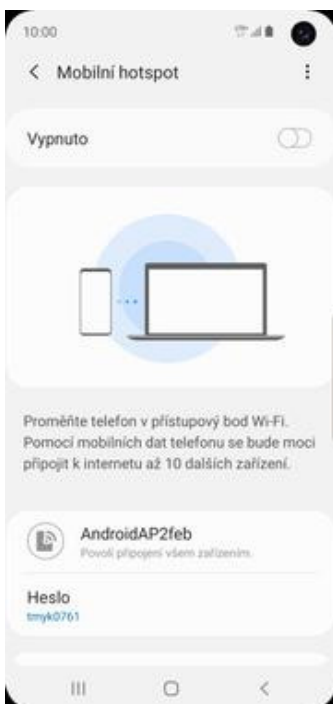 10:00
Mobilní hotspot
Vypnuto
Proměňte telefon v přístupový bod Wi-Fi.
Pomocí mobilních dat telefonu se bude moci
připojit k internetu až 10 dalších zařízení.
AndroidAP2feb
Povolí připojení všem zařízením.
Heslo
tmyk0761